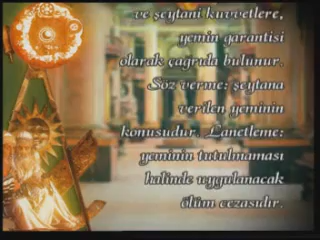 ve şeytani kuvvetlere,
yemin garantisi
olarak çağrıda bulunur.
Söz verme: şeytana
verilen yeminin
konusudur. Lanetleme:
yeminin tutulmaması
halinde uygulanacak
ölüm cezasıdır.